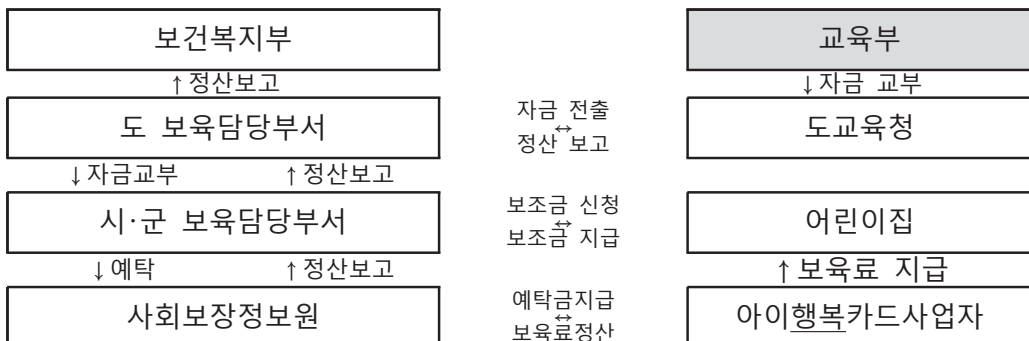 보건복지부 교육부
↑정산보고 ↓자금 교부
도 보육담당부서 자금 전출 ↔ 정산 보고 도교육청
↓자금교부 ↑정산보고
시·군 보육담당부서 보조금 신청 ↔ 보조금 지급 어린이집
↓예탁 ↑정산보고 ↑보육료 지급
사회보장정보원 예탁금지급 ↔ 보육료정산 아이행복카드사업자